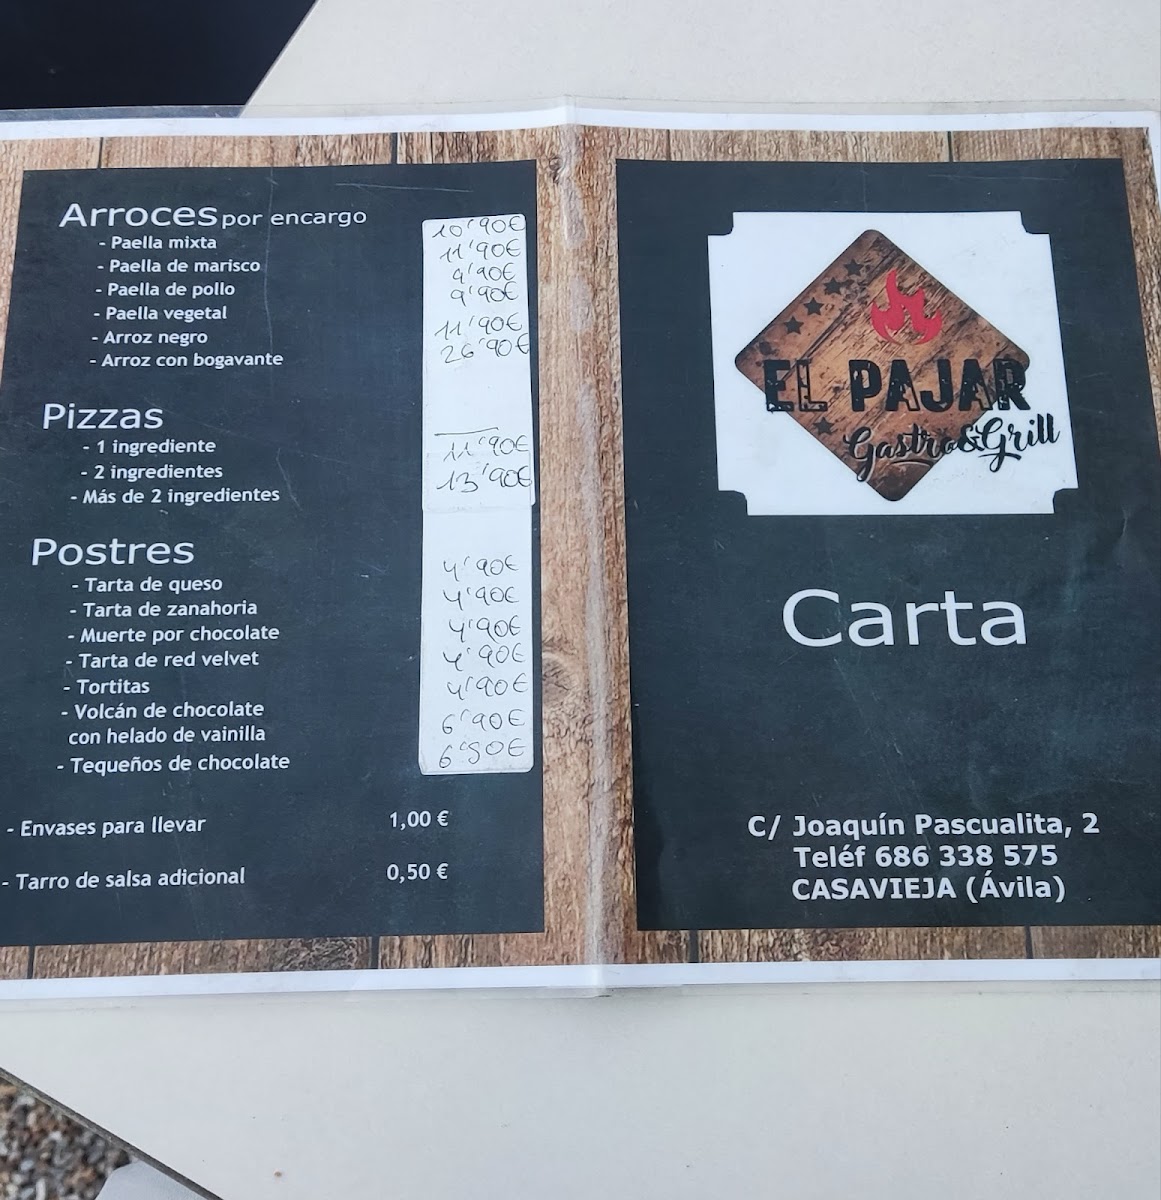 Arroces por encargo
- Paella mixta 10'90€
- Paella de marisco 11'90€
- Paella de pollo 9'90€
- Paella vegetal 9'90€
- Arroz negro 11'90€
- Arroz con bogavante 26'90€
Pizzas
- 1 ingrediente
- 2 ingredientes 11'90€
- Más de 2 ingredientes 13'90€
Postres
- Tarta de queso 4'90€
- Tarta de zanahoria 4'90€
- Muerte por chocolate 4'90€
- Tarta de red velvet 4'90€
- Tortitas 4'90€
- Volcán de chocolate
con helado de vainilla 6'90€
- Tequeños de chocolate 6'90€
- Envases para llevar 1,00 €
- Tarro de salsa adicional 0,50 €
EL PAJAR
Gastro&Grill
Carta
C/ Joaquín Pascualita, 2
Teléf 686 338 575
CASAVIEJA (Ávila)